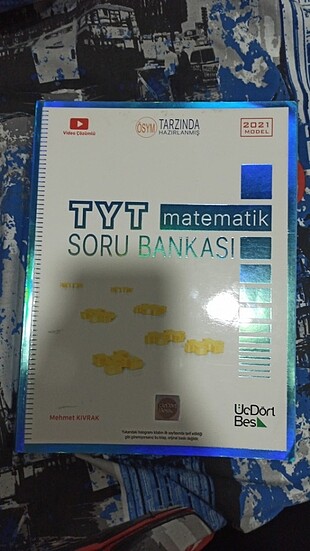 Video Çözümlü
ÖSYM TARZINDA
HAZIRLANMIŞ
2021
MODEL
TYT matematik
SORU BANKASI
Mehmet KIVRAK
ÜçDört
Beş